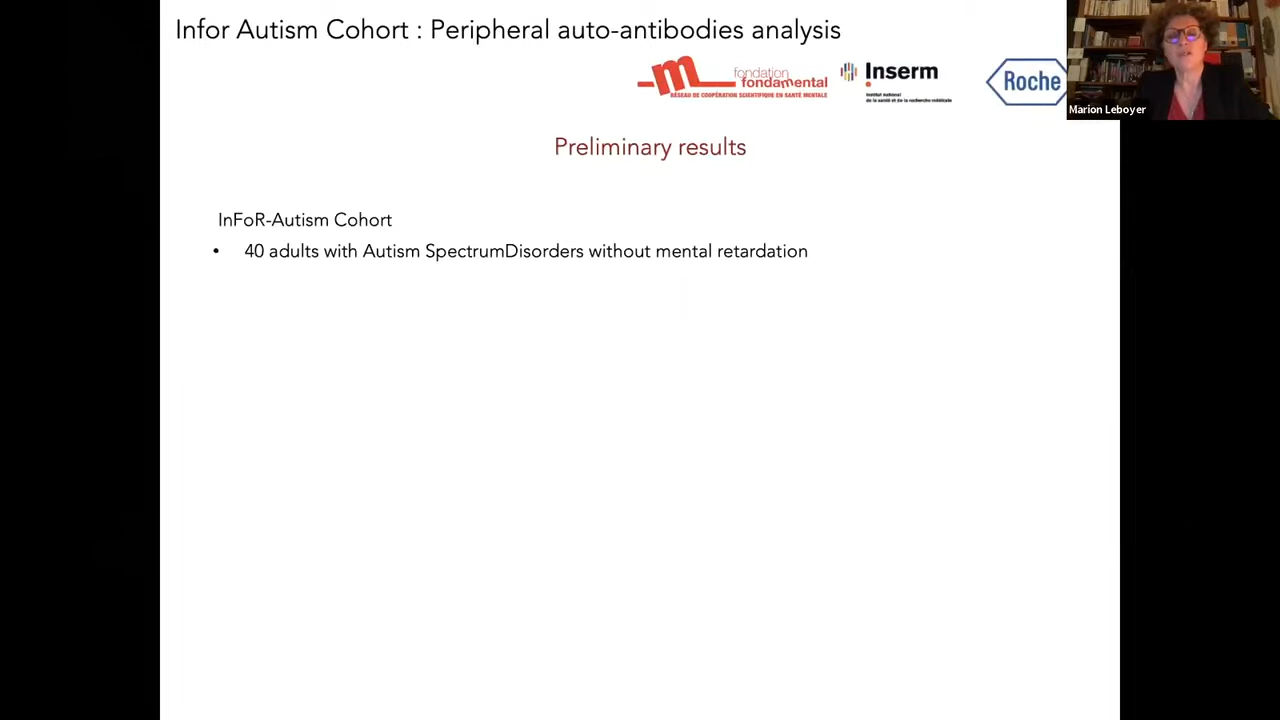 Infor Autism Cohort : Peripheral auto-antibodies analysis
fondation
fondamental
RÉSEAU DE COOPÉRATION SCIENTIFIQUE EN SANTÉ MENTALE
Inserm
Institut national
de la santé et de la recherche médicale
Roche
Marion Leboyer
Preliminary results
InFoR-Autism Cohort
• 40 adults with Autism SpectrumDisorders without mental retardation